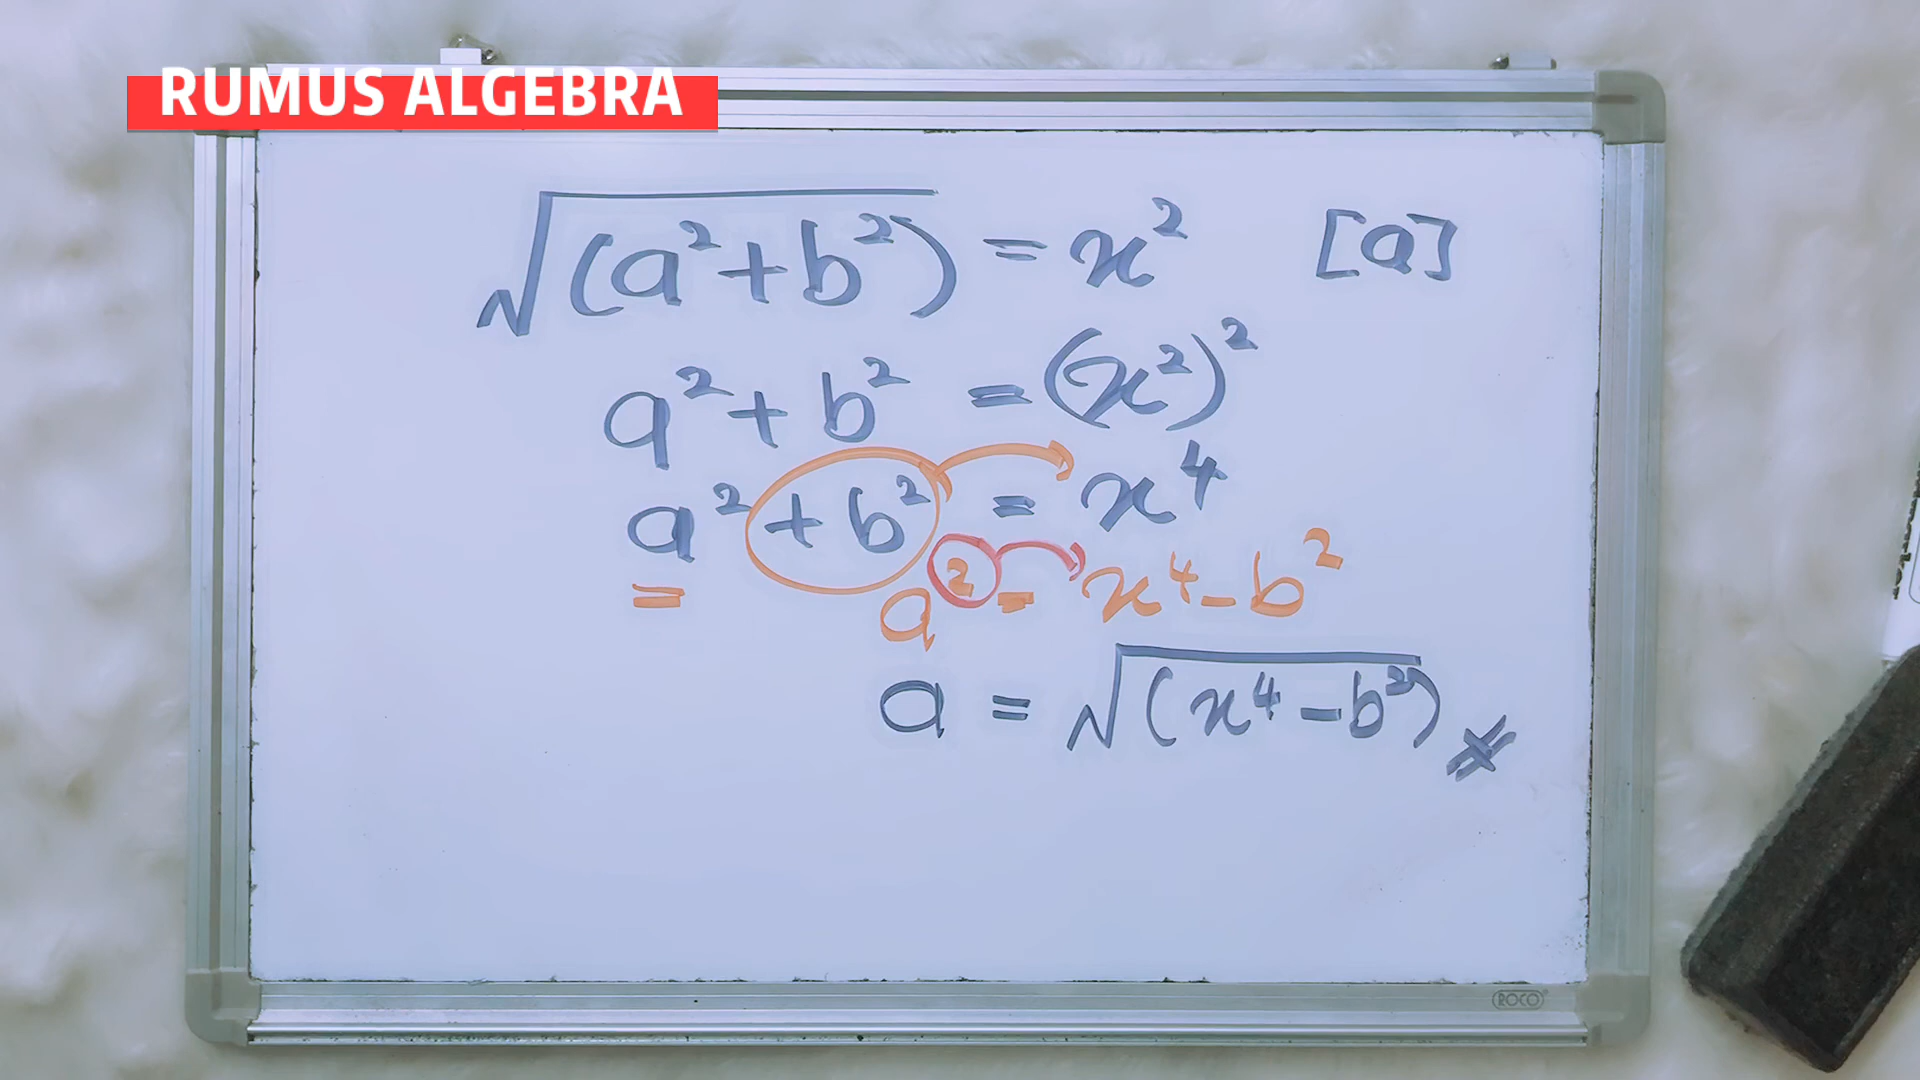 RUMUS ALGEBRA
√(a²+b²) = x² [a]
a²+b² = (x²)²
a²+b² = x⁴
a² = x⁴-b²
a = √(x⁴-b²)
ROCO